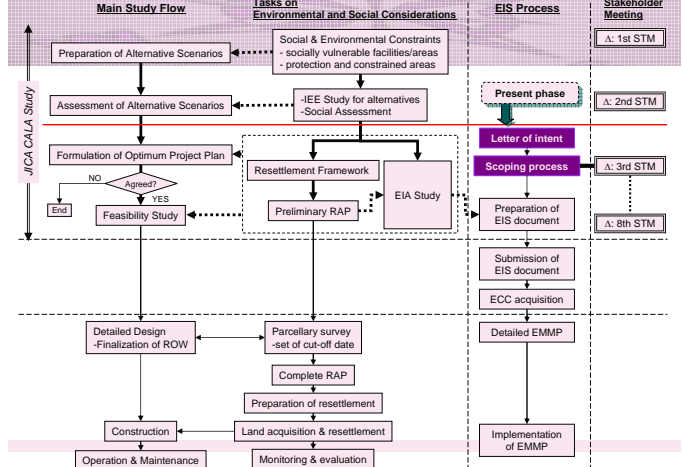 Main Study Flow
Tasks on
Environmental and Social Considerations
EIS Process
Stakeholder
Meeting
JICA CALA Study
Preparation of Alternative Scenarios
Social & Environmental Constraints
- socially vulnerable facilities/areas
- protection and constrained areas
Δ: 1st STM
Assessment of Alternative Scenarios
-IEE Study for alternatives
-Social Assessment
Present phase
Δ: 2nd STM
Letter of intent
Formulation of Optimum Project Plan
Resettlement Framework
EIA Study
Scoping process
Δ: 3rd STM
NO
Agreed?
YES
End
Feasibility Study
Preliminary RAP
Preparation of
EIS document
Δ: 8th STM
Submission of
EIS document
ECC acquisition
Detailed Design
-Finalization of ROW
Parcellary survey
-set of cut-off date
Detailed EMMP
Complete RAP
Preparation of resettlement
Construction
Land acquisition & resettlement
Implementation
of EMMP
Operation & Maintenance
Monitoring & evaluation